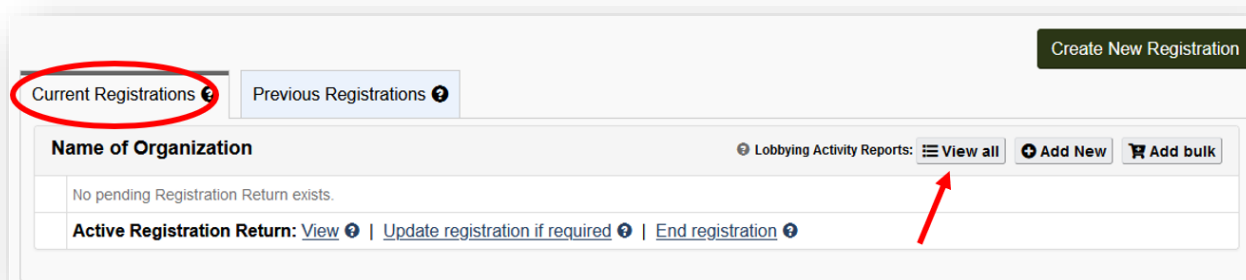 Create New Registration
Current Registrations
Previous Registrations
Name of Organization
Lobbying Activity Reports: View all Add New Add bulk
No pending Registration Return exists.
Active Registration Return: View | Update registration if required | End registration